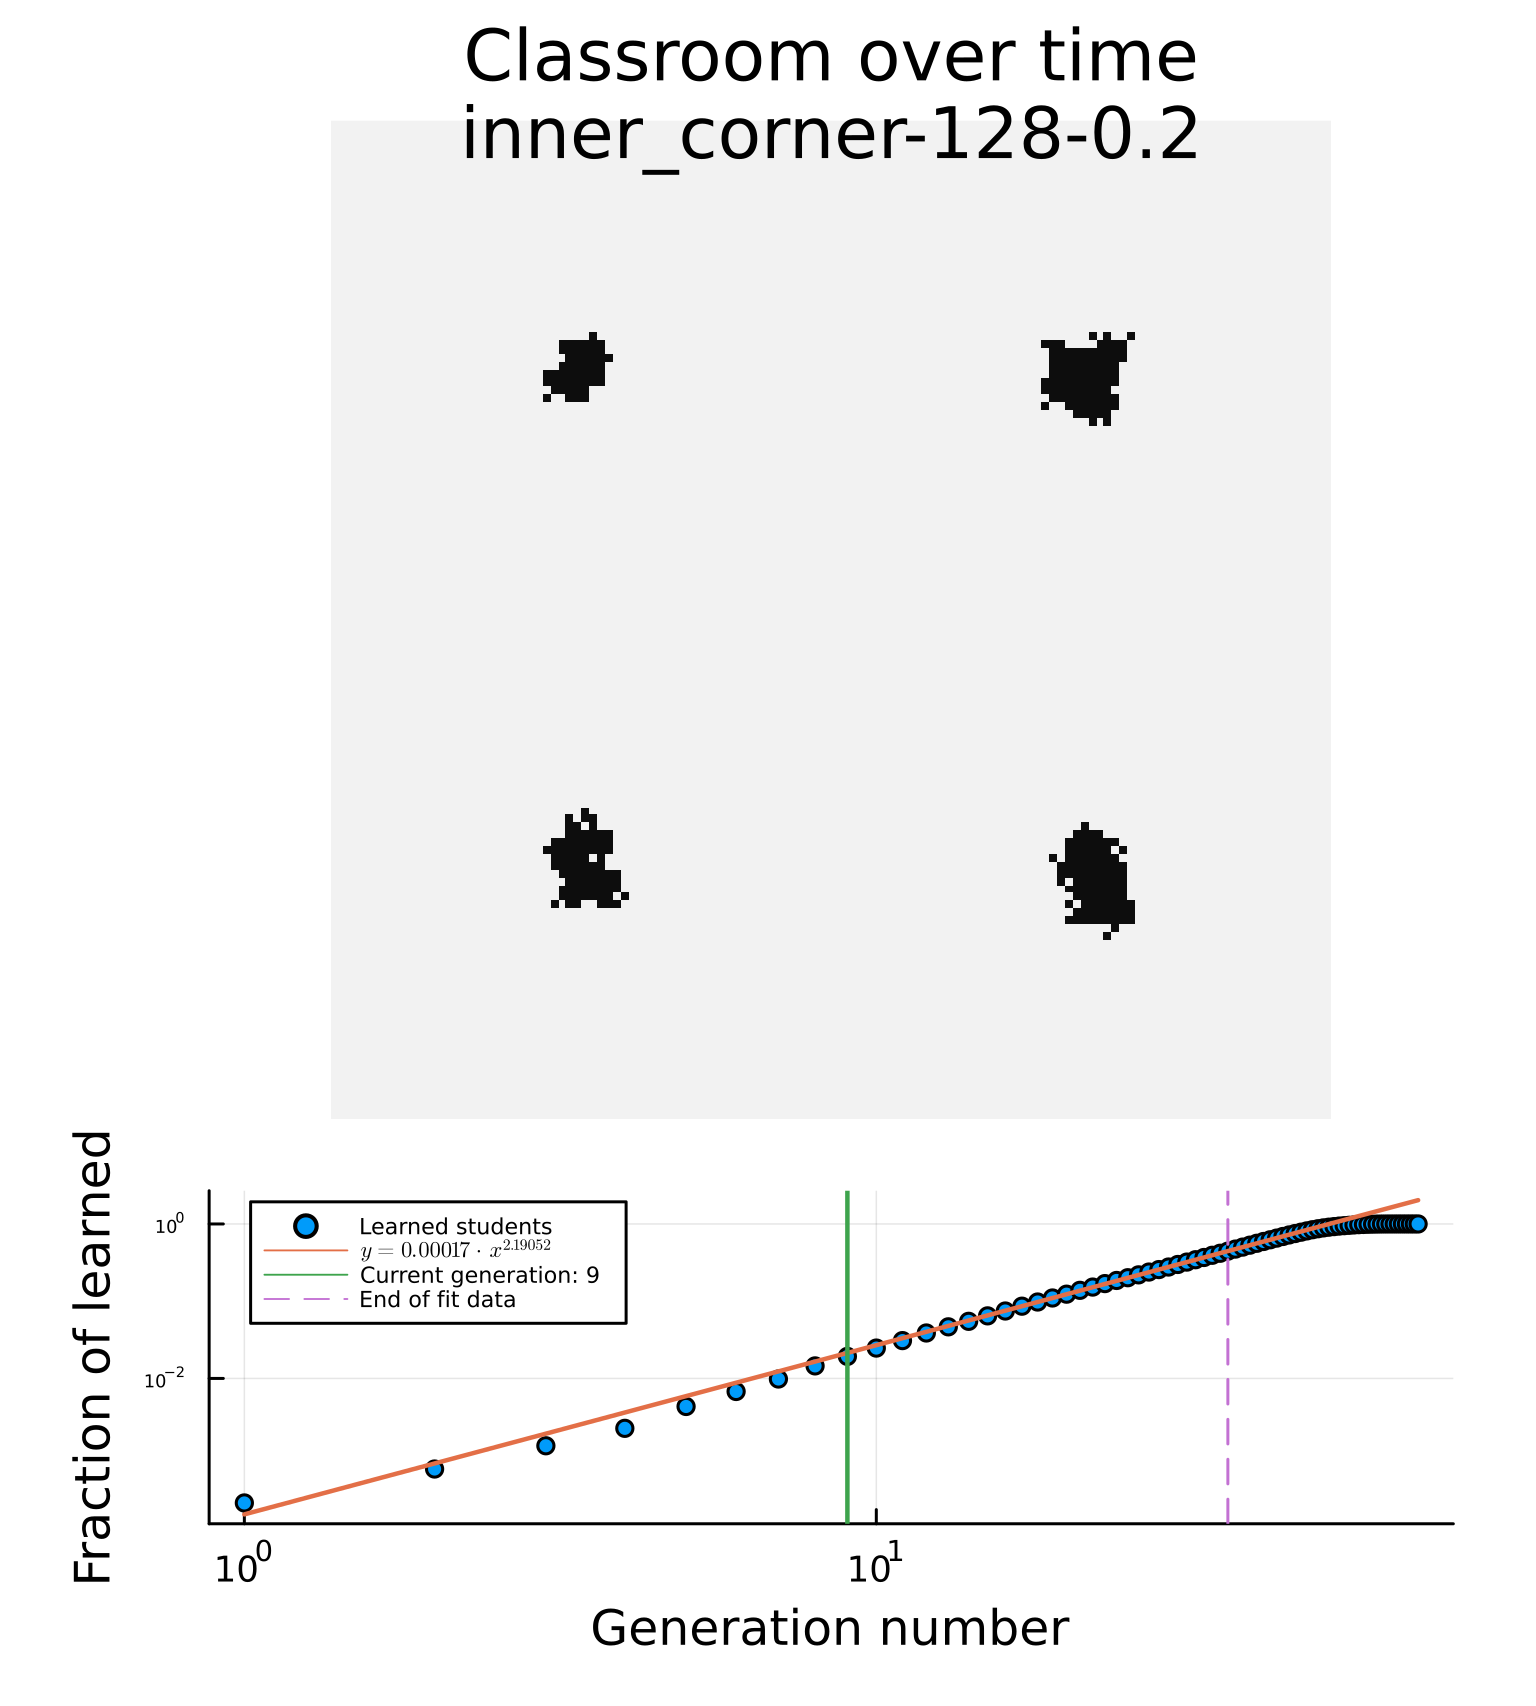 Classroom over time
inner_corner-128-0.2
Fraction of learned
10^0
10^-2
Learned students
y = 0.00017 · x^2.19052
Current generation: 9
End of fit data
10^0
10^1
Generation number